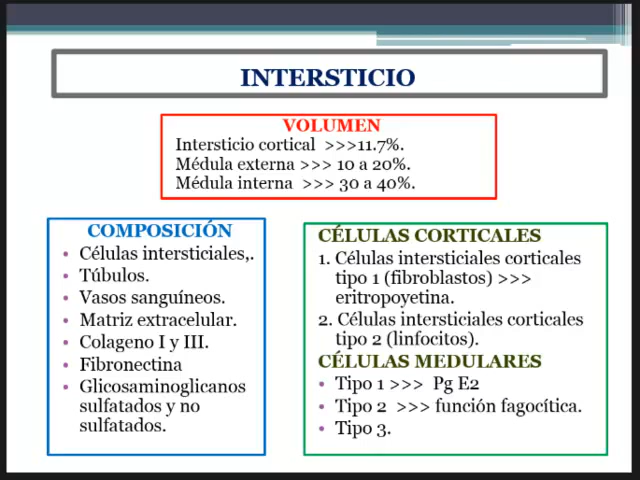 INTERSTICIO
VOLUMEN
Intersticio cortical >>>11.7%.
Médula externa >>> 10 a 20%.
Médula interna >>> 30 a 40%.
COMPOSICIÓN
• Células intersticiales,.
• Túbulos.
• Vasos sanguíneos.
• Matriz extracelular.
• Colageno I y III.
• Fibronectina
• Glicosaminoglicanos
sulfatados y no
sulfatados.
CÉLULAS CORTICALES
1. Células intersticiales corticales
tipo 1 (fibroblastos) >>>
eritropoyetina.
2. Células intersticiales corticales
tipo 2 (linfocitos).
CÉLULAS MEDULARES
• Tipo 1 >>> Pg E2
• Tipo 2 >>> función fagocítica.
• Tipo 3.